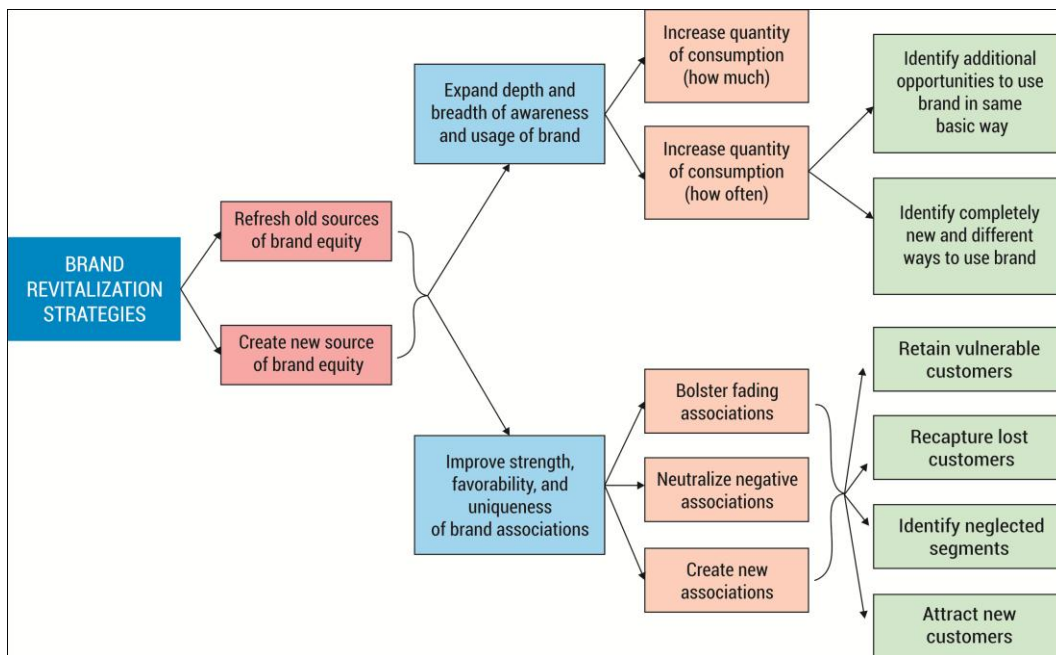 BRAND
REVITALIZATION
STRATEGIES
Refresh old sources
of brand equity
Create new source
of brand equity
Expand depth and
breadth of awareness
and usage of brand
Improve strength,
favorability, and
uniqueness
of brand associations
Increase quantity
of consumption
(how much)
Increase quantity
of consumption
(how often)
Bolster fading
associations
Neutralize negative
associations
Create new
associations
Identify additional
opportunities to use
brand in same
basic way
Identify completely
new and different
ways to use brand
Retain vulnerable
customers
Recapture lost
customers
Identify neglected
segments
Attract new
customers